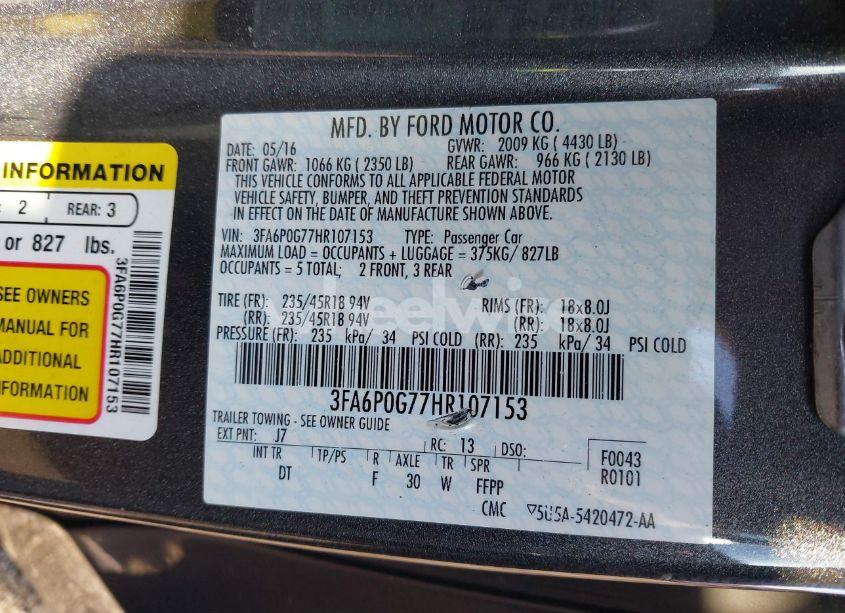 INFORMATION
2 REAR: 3
or 827 lbs.
SEE OWNERS
MANUAL FOR
ADDITIONAL
INFORMATION
3FA6P0G77HR107153
MFD. BY FORD MOTOR CO.
DATE: 05/16 GVWR: 2009 KG ( 4430 LB)
FRONT GAWR: 1066 KG ( 2350 LB) REAR GAWR: 966 KG ( 2130 LB)
THIS VEHICLE CONFORMS TO ALL APPLICABLE FEDERAL MOTOR
VEHICLE SAFETY, BUMPER, AND THEFT PREVENTION STANDARDS
IN EFFECT ON THE DATE OF MANUFACTURE SHOWN ABOVE.
VIN: 3FA6P0G77HR107153 TYPE: Passenger Car
MAXIMUM LOAD = OCCUPANTS + LUGGAGE = 375KG/ 827LB
OCCUPANTS = 5 TOTAL; 2 FRONT, 3 REAR
TIRE (FR): 235/45R18 94V RIMS (FR): 18x8.0J
(RR): 235/45R18 94V (RR): 18x8.0J
PRESSURE (FR): 235 kPa/ 34 PSI COLD (RR): 235 kPa/ 34 PSI COLD
3FA6P0G77HR107153
TRAILER TOWING - SEE OWNER GUIDE
EXT PNT: J7 RC: 13 DSO: F0043
INT TR TP/PS R AXLE TR SPR R0101
DT F 30 W FFPP
CMC 5U5A-5420472-AA